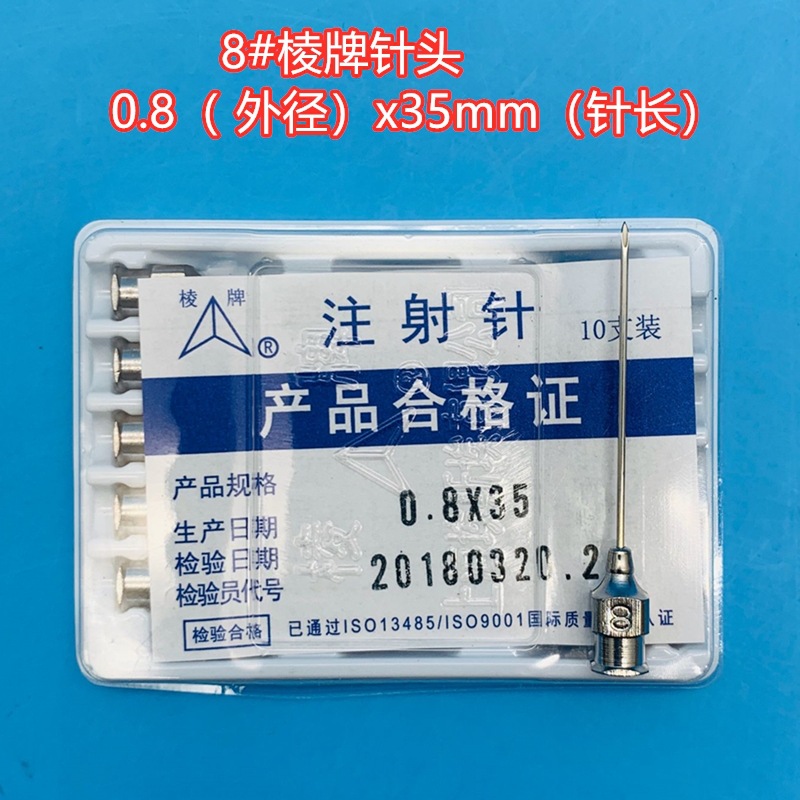 8#棱牌针头
0.8（外径）x35mm（针长）
棱 牌
®
注射针
10支装
产品合格证
产品规格
0.8X35
生产日期
检验日期
20180320.2
检验员代号
检验合格
已通过ISO13485/ISO9001国际质量
认证
8